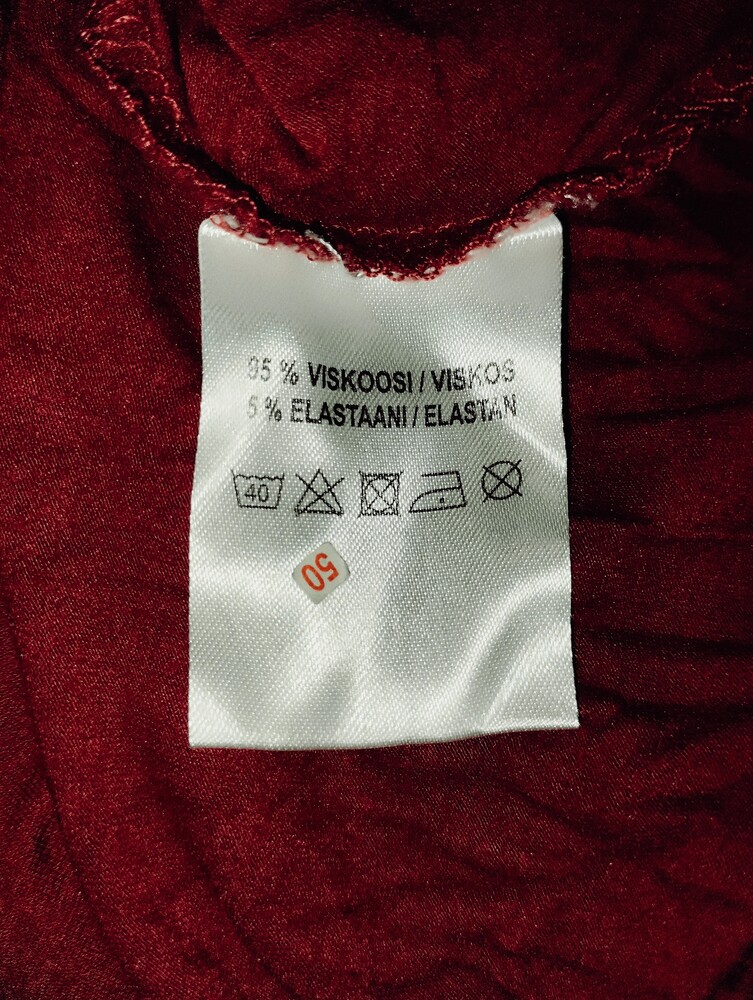 95 % VISKOOSI / VISKOS
5 % ELASTAANI / ELASTAN
40
50